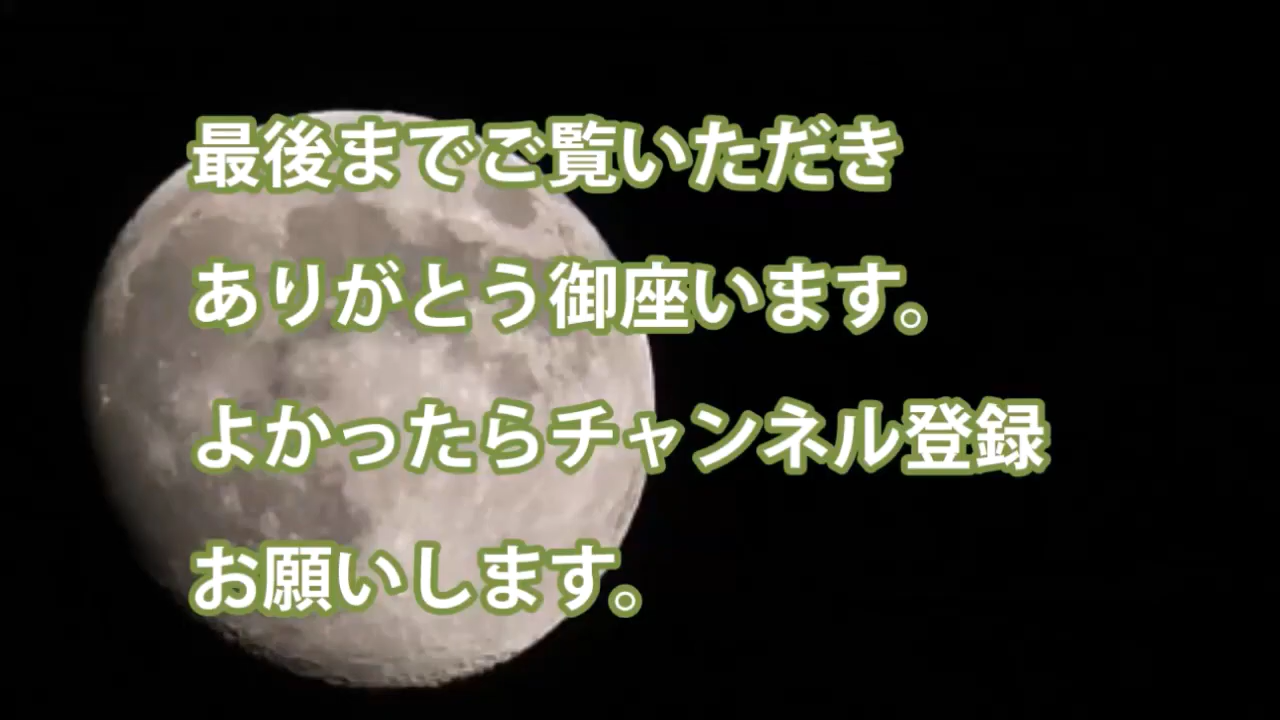 最後までご覧いただき
ありがとう御座います。
よかったらチャンネル登録
お願いします。